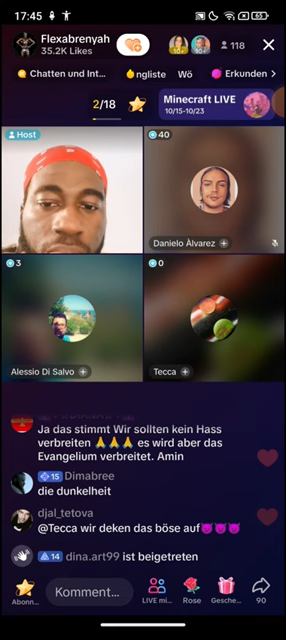 17:45
Flexabrenyah
35.2K Likes
118
Chatten und Int...
ngliste
Wö
Erkunden >
2/18
Minecraft LIVE
10/15-10/23
Host
40
Danielo Àlvarez +
3
0
Alessio Di Salvo +
Tecca +
Ja das stimmt Wir sollten kein Hass
verbreiten 🙏🙏🙏 es wird aber das
Evangelium verbreitet. Amin
15 Dimabree
die dunkelheit
djal_tetova
@Tecca wir deken das böse auf😈😈😈
14 dina.art99 ist beigetreten
Abonn...
Komment...
LIVE mi...
Rose
Gesche...
90